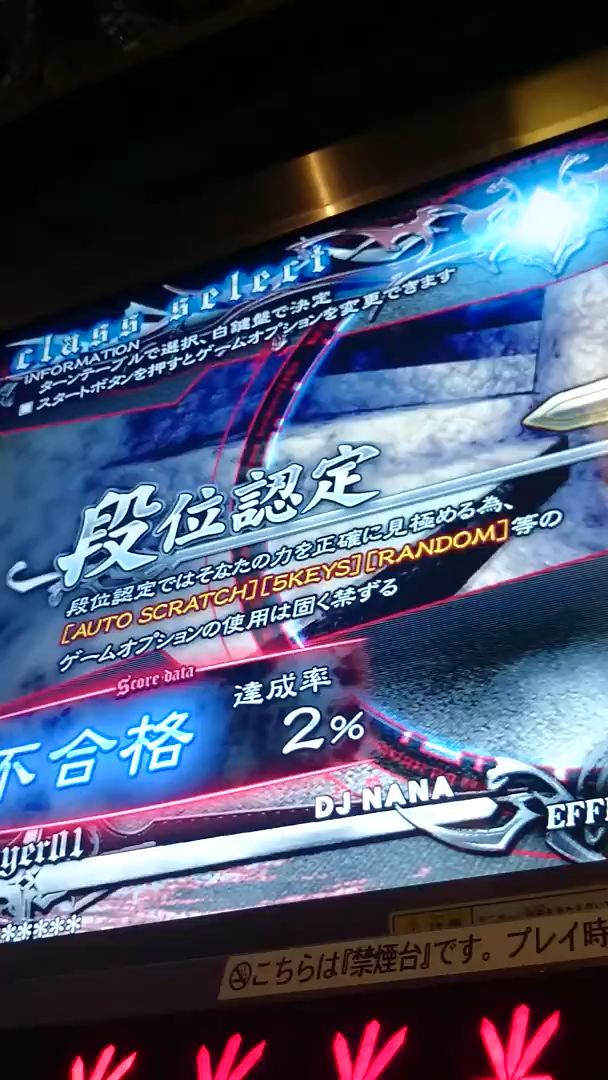 class select
INFORMATION
ターンテーブルで選択、白鍵盤で決定
■スタートボタンを押すとゲームオプションを変更できます
段位認定
段位認定ではそなたの力を正確に見極める為、
[AUTO SCRATCH][5KEYS][RANDOM]等の
ゲームオプションの使用は固く禁ずる
Score data
達成率
不合格
2%
DJ NANA
yer01
EFF
*****
こちらは『禁煙台』です。プレイ時